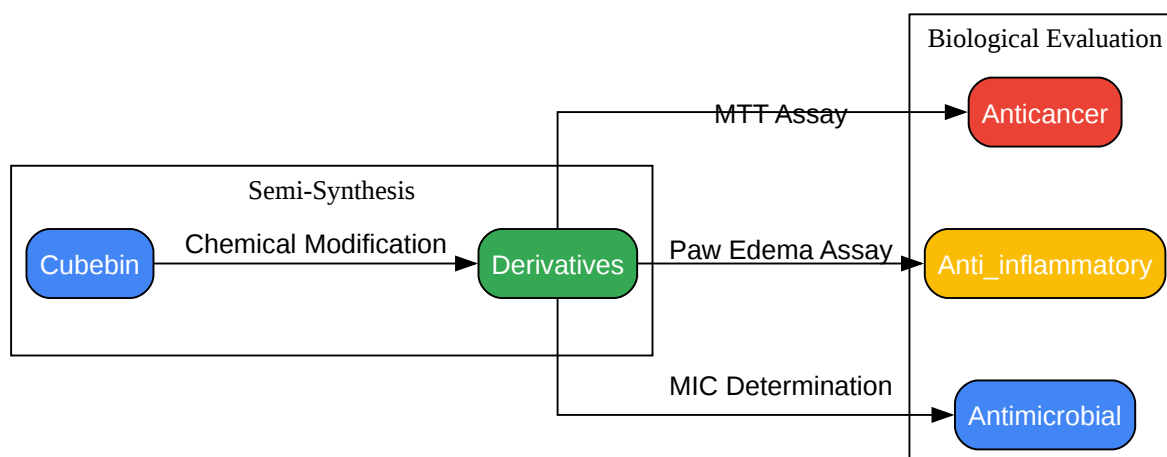 Biological Evaluation
MTT Assay
Anticancer
Semi-Synthesis
Cubebin
Chemical Modification
Derivatives
Paw Edema Assay
Anti_inflammatory
MIC Determination
Antimicrobial